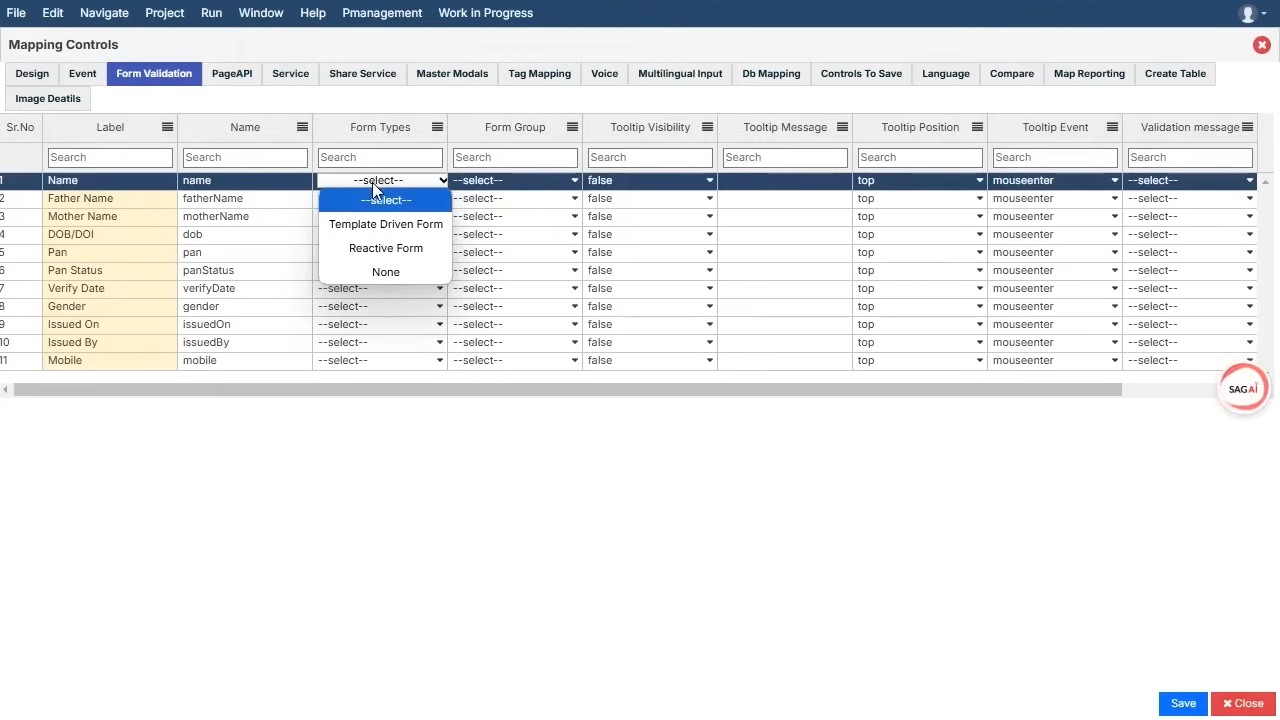 File Edit Navigate Project Run Window Help Pmanagement Work in Progress
Mapping Controls
Design Event Form Validation PageAPI Service Share Service Master Modals Tag Mapping Voice Multilingual Input Db Mapping Controls To Save Language Compare Map Reporting Create Table
Image Deatils
Sr.No Label Name Form Types Form Group Tooltip Visibility Tooltip Message Tooltip Position Tooltip Event Validation message
Search Search Search Search Search Search Search Search Search
1 Name name --select-- --select-- false top mouseenter --select--
2 Father Name fatherName --select-- --select-- false top mouseenter --select--
3 Mother Name motherName Template Driven Form --select-- false top mouseenter --select--
4 DOB/DOI dob --select-- false top mouseenter --select--
5 Pan pan Reactive Form --select-- false top mouseenter --select--
6 Pan Status panStatus None --select-- false top mouseenter --select--
7 Verify Date verifyDate --select-- --select-- false top mouseenter --select--
8 Gender gender --select-- --select-- false top mouseenter --select--
9 Issued On issuedOn --select-- --select-- false top mouseenter --select--
10 Issued By issuedBy --select-- --select-- false top mouseenter --select--
11 Mobile mobile --select-- --select-- false top mouseenter --select--
SAGAI
Save Close